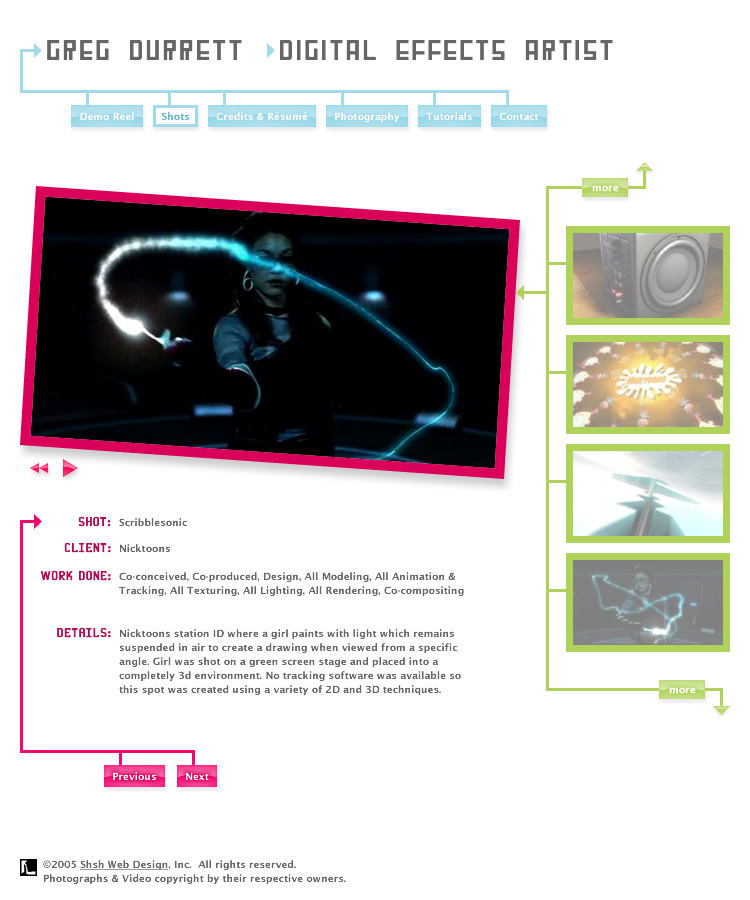 GREG DURRETT DIGITAL EFFECTS ARTIST
Demo Reel Shots Credits & Résumé Photography Tutorials Contact
more
SHOT: Scribblesonic
CLIENT: Nicktoons
WORK DONE: Co-conceived, Co-produced, Design, All Modeling, All Animation &
Tracking, All Texturing, All Lighting, All Rendering, Co-compositing
DETAILS: Nicktoons station ID where a girl paints with light which remains
suspended in air to create a drawing when viewed from a specific
angle. Girl was shot on a green screen stage and placed into a
completely 3d environment. No tracking software was available so
this spot was created using a variety of 2D and 3D techniques.
more
Previous Next
©2005 Shsh Web Design, Inc. All rights reserved.
Photographs & Video copyright by their respective owners.